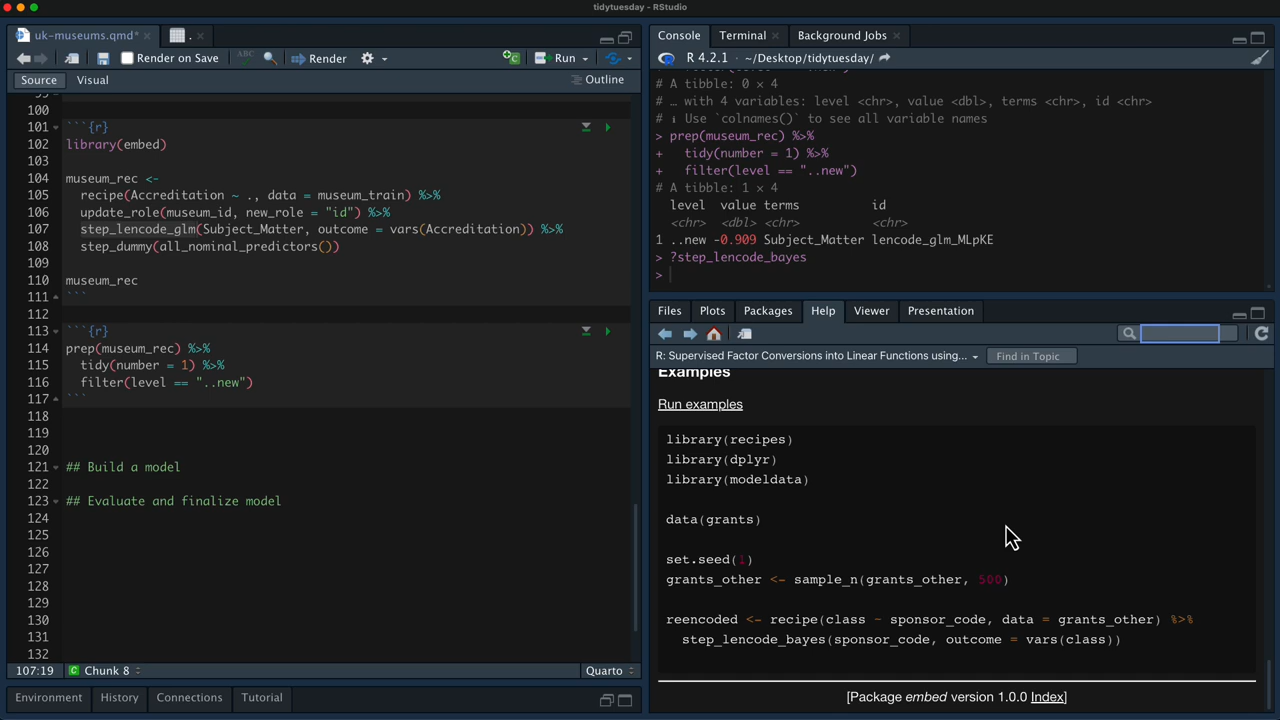 tidytuesday - RStudio
uk-museums.qmd*
.
Render on Save
ABC
Render
Run
Source
Visual
Outline
99
100
101 ```{r}
102 library(embed)
103
104 museum_rec <-
105 recipe(Accreditation ~ ., data = museum_train) %>%
106 update_role(museum_id, new_role = "id") %>%
107 step_lencode_glm(Subject_Matter, outcome = vars(Accreditation)) %>%
108 step_dummy(all_nominal_predictors())
109
110 museum_rec
111 ```
112
113 ```{r}
114 prep(museum_rec) %>%
115 tidy(number = 1) %>%
116 filter(level == "..new")
117 ```
118
119
120
121 ## Build a model
122
123 ## Evaluate and finalize model
124
125
126
127
128
129
130
131
132
107:19
Chunk 8
Quarto
Environment
History
Connections
Tutorial
Console
Terminal
Background Jobs
R 4.2.1 · ~/Desktop/tidytuesday/
# A tibble: 0 × 4
# … with 4 variables: level <chr>, value <dbl>, terms <chr>, id <chr>
# ℹ Use `colnames()` to see all variable names
> prep(museum_rec) %>%
+ tidy(number = 1) %>%
+ filter(level == "..new")
# A tibble: 1 × 4
level value terms id
<chr> <dbl> <chr> <chr>
1 ..new -0.909 Subject_Matter lencode_glm_MLpKE
> ?step_lencode_bayes
>
Files
Plots
Packages
Help
Viewer
Presentation
R: Supervised Factor Conversions into Linear Functions using...
Find in Topic
Examples
Run examples
library(recipes)
library(dplyr)
library(modeldata)
data(grants)
set.seed(1)
grants_other <- sample_n(grants_other, 500)
reencoded <- recipe(class ~ sponsor_code, data = grants_other) %>%
step_lencode_bayes(sponsor_code, outcome = vars(class))
[Package embed version 1.0.0 Index]